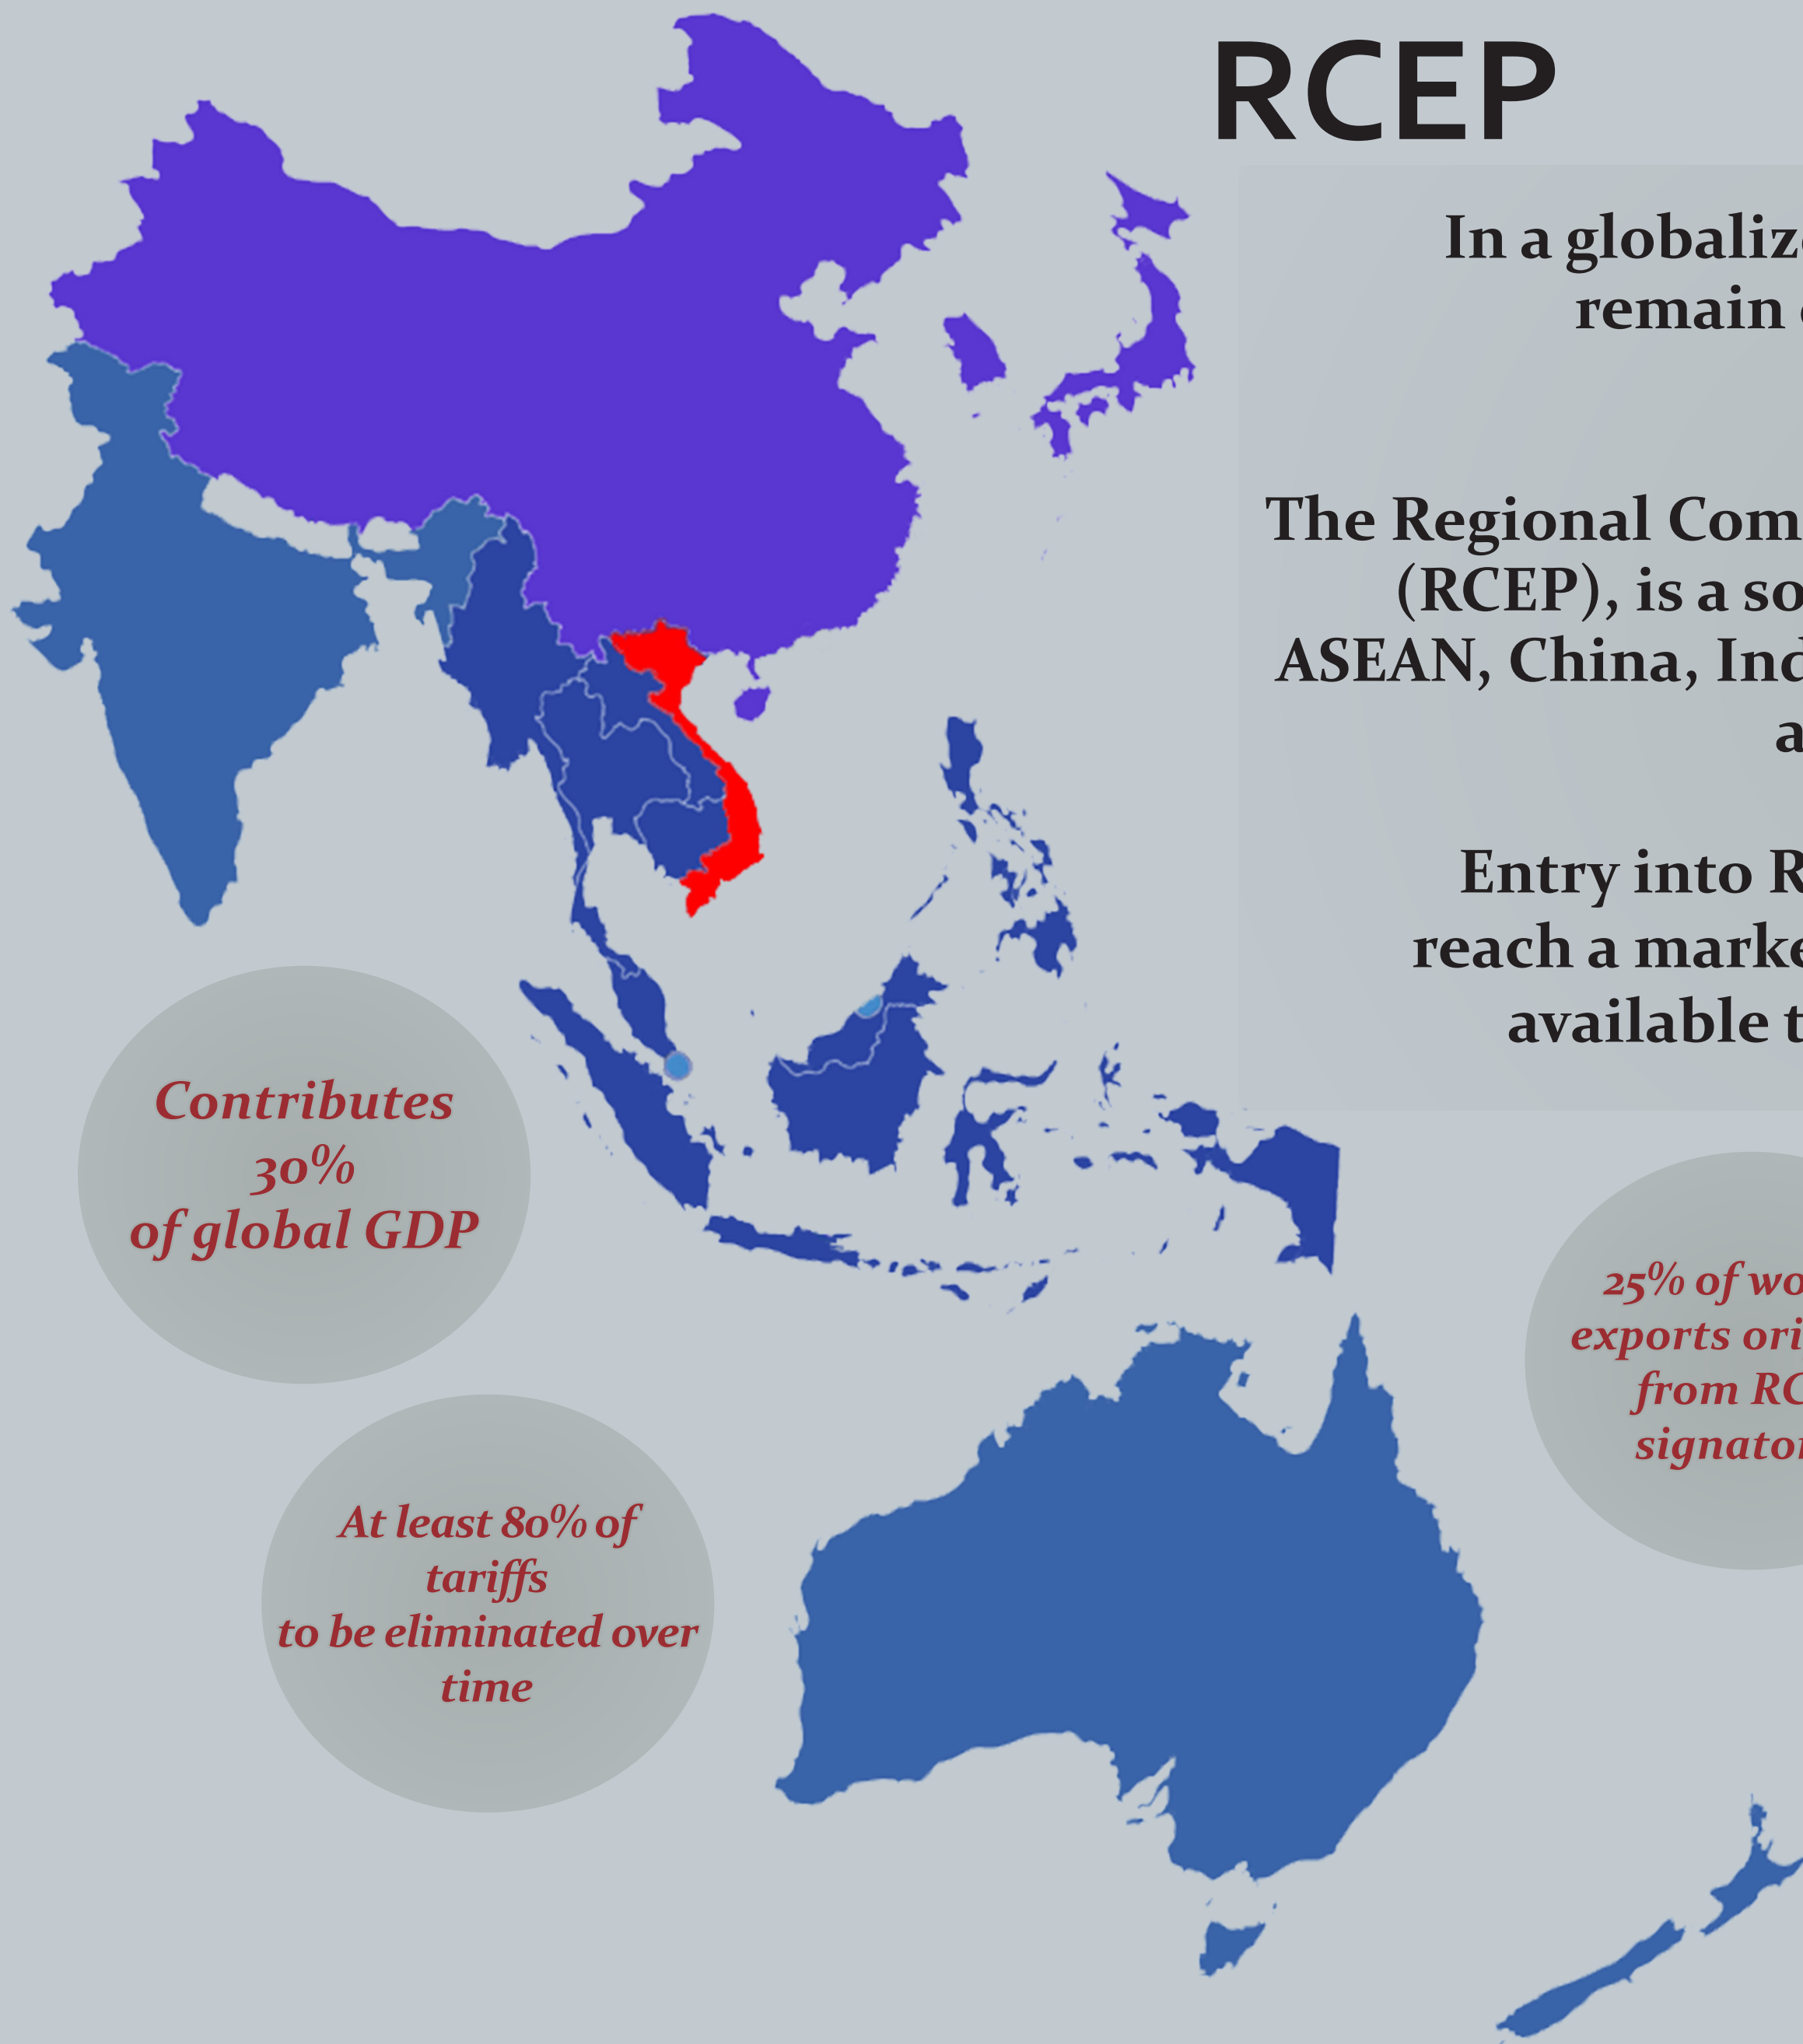 RCEP
In a globaliz
remain
The Regional Com
(RCEP), is a so
ASEAN, China, Ind
a
Entry into R
reach a marke
available t
Contributes
30%
of global GDP
25% of wo
exports ori
from RC
signator
At least 80% of
tariffs
to be eliminated over
time